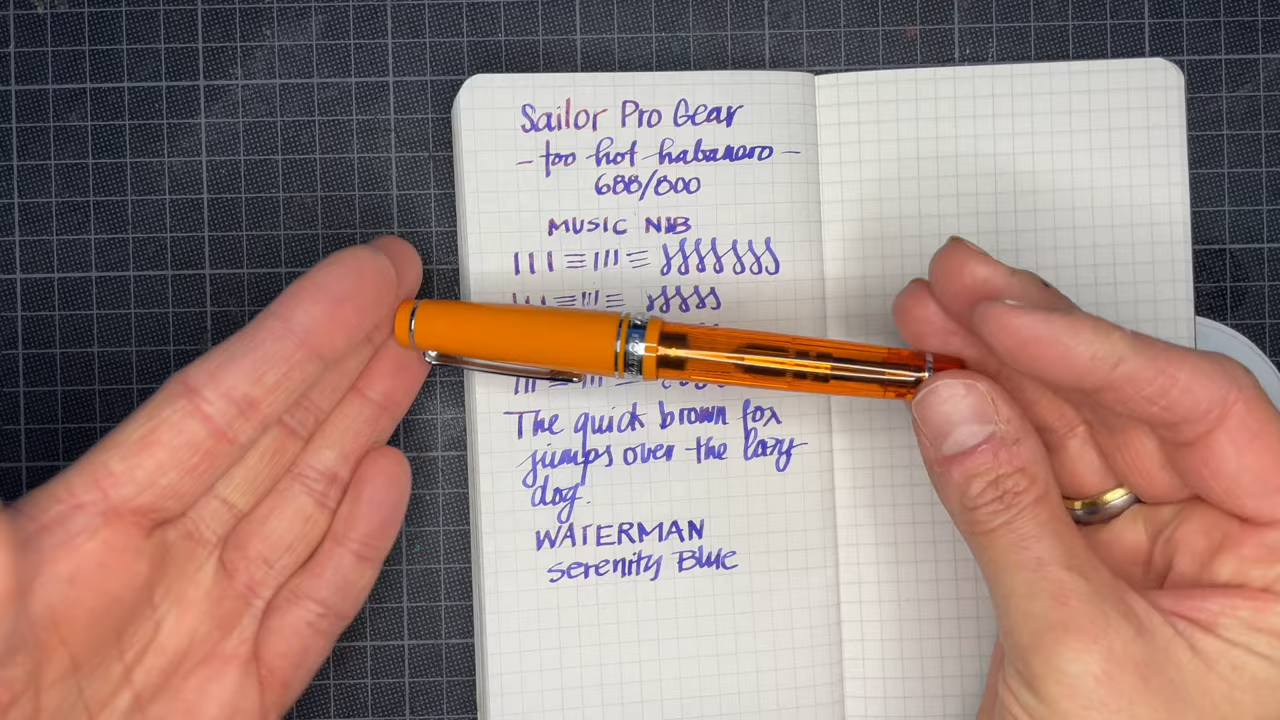 Sailor Pro Gear
- too hot habanero -
688/800
MUSIC NIB
The quick brown fox
jumps over the lazy
dog.
WATERMAN
Serenity Blue